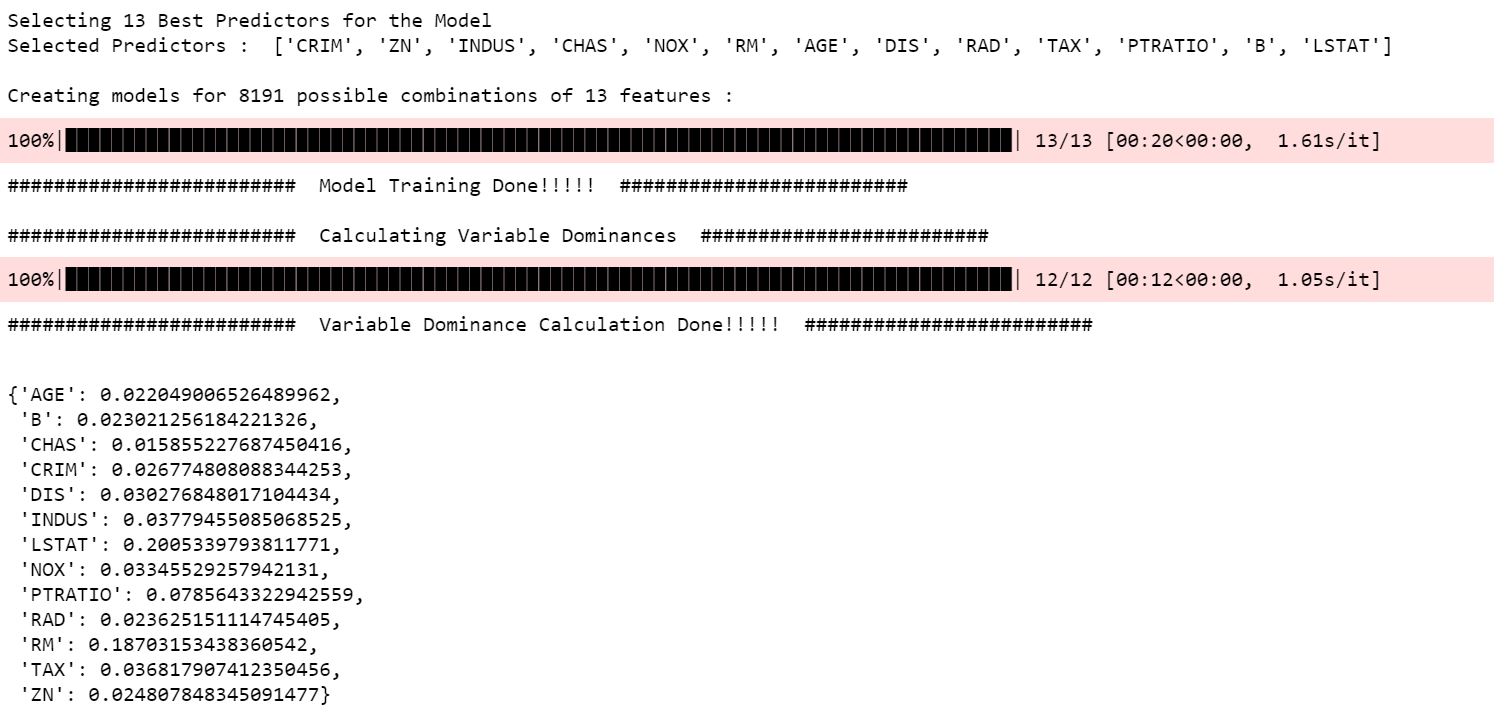 Selecting 13 Best Predictors for the Model
Selected Predictors :  ['CRIM', 'ZN', 'INDUS', 'CHAS', 'NOX', 'RM', 'AGE', 'DIS', 'RAD', 'TAX', 'PTRATIO', 'B', 'LSTAT']
Creating models for 8191 possible combinations of 13 features :
100%|██████████████████████████████████████████████████████████████████████████████████| 13/13 [00:20<00:00,  1.61s/it]
#########################  Model Training Done!!!!!  #########################
#########################  Calculating Variable Dominances  #########################
100%|██████████████████████████████████████████████████████████████████████████████████| 12/12 [00:12<00:00,  1.05s/it]
#########################  Variable Dominance Calculation Done!!!!!  #########################
{'AGE': 0.022049006526489962,
'B': 0.023021256184221326,
'CHAS': 0.015855227687450416,
'CRIM': 0.026774808088344253,
'DIS': 0.030276848017104434,
'INDUS': 0.03779455085068525,
'LSTAT': 0.2005339793811771,
'NOX': 0.03345529257942131,
'PTRATIO': 0.0785643322942559,
'RAD': 0.023625151114745405,
'RM': 0.18703153438360542,
'TAX': 0.036817907412350456,
'ZN': 0.024807848345091477}